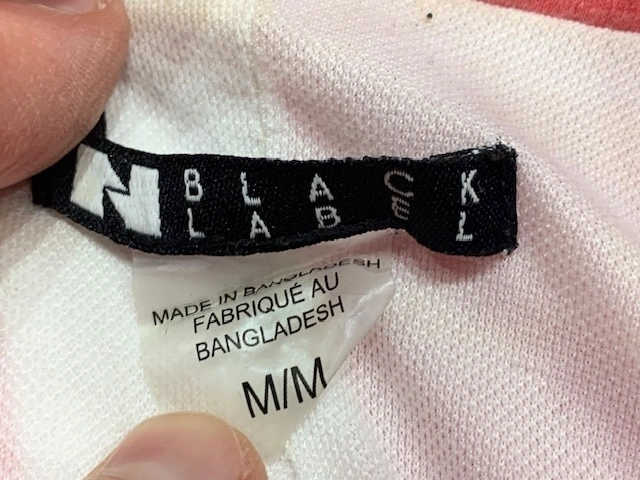 N
BLACK
LABEL
MADE IN BANGLADESH
FABRIQUÉ AU
BANGLADESH
M/M